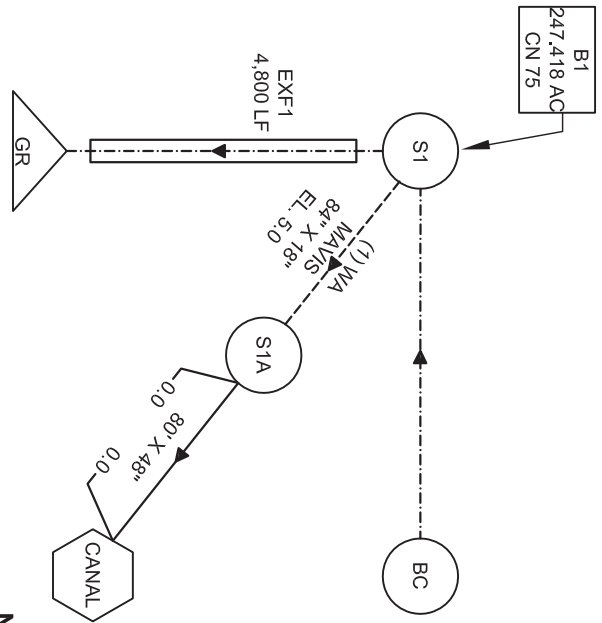 B1
247.418 AC
CN 75
S1
BC
EXF1
4,800 LF
(1) WA
MAVIS
84" X 18"
EL. 5.0
S1A
GR
0.0
80' X 48"
0.0
CANAL
N